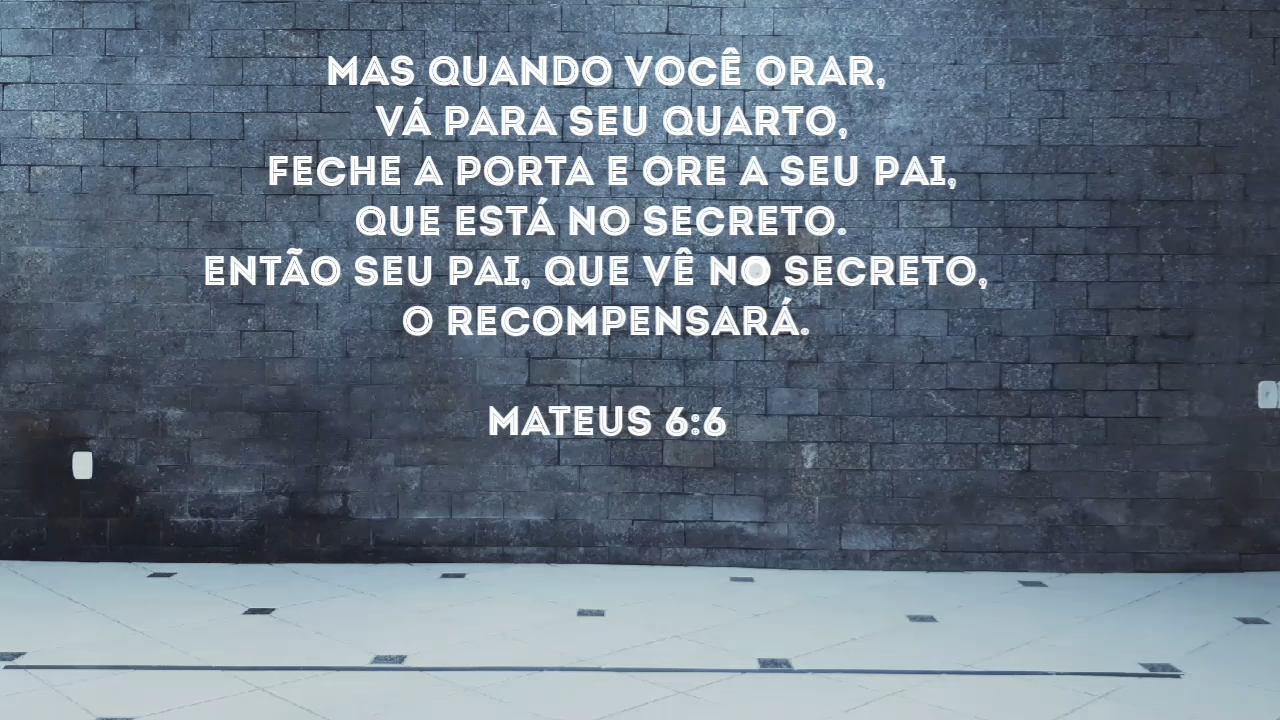 MAS QUANDO VOCÊ ORAR,
VÁ PARA SEU QUARTO,
FECHE A PORTA E ORE A SEU PAI,
QUE ESTÁ NO SECRETO.
ENTÃO SEU PAI, QUE VÊ NO SECRETO,
O RECOMPENSARÁ.
MATEUS 6:6